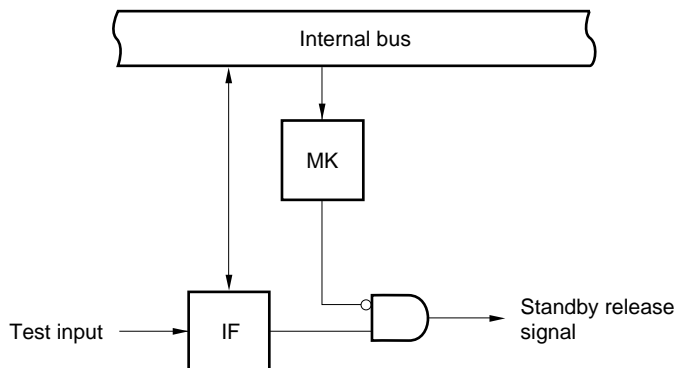 Internal bus
MK
Test input
IF
Standby release
signal